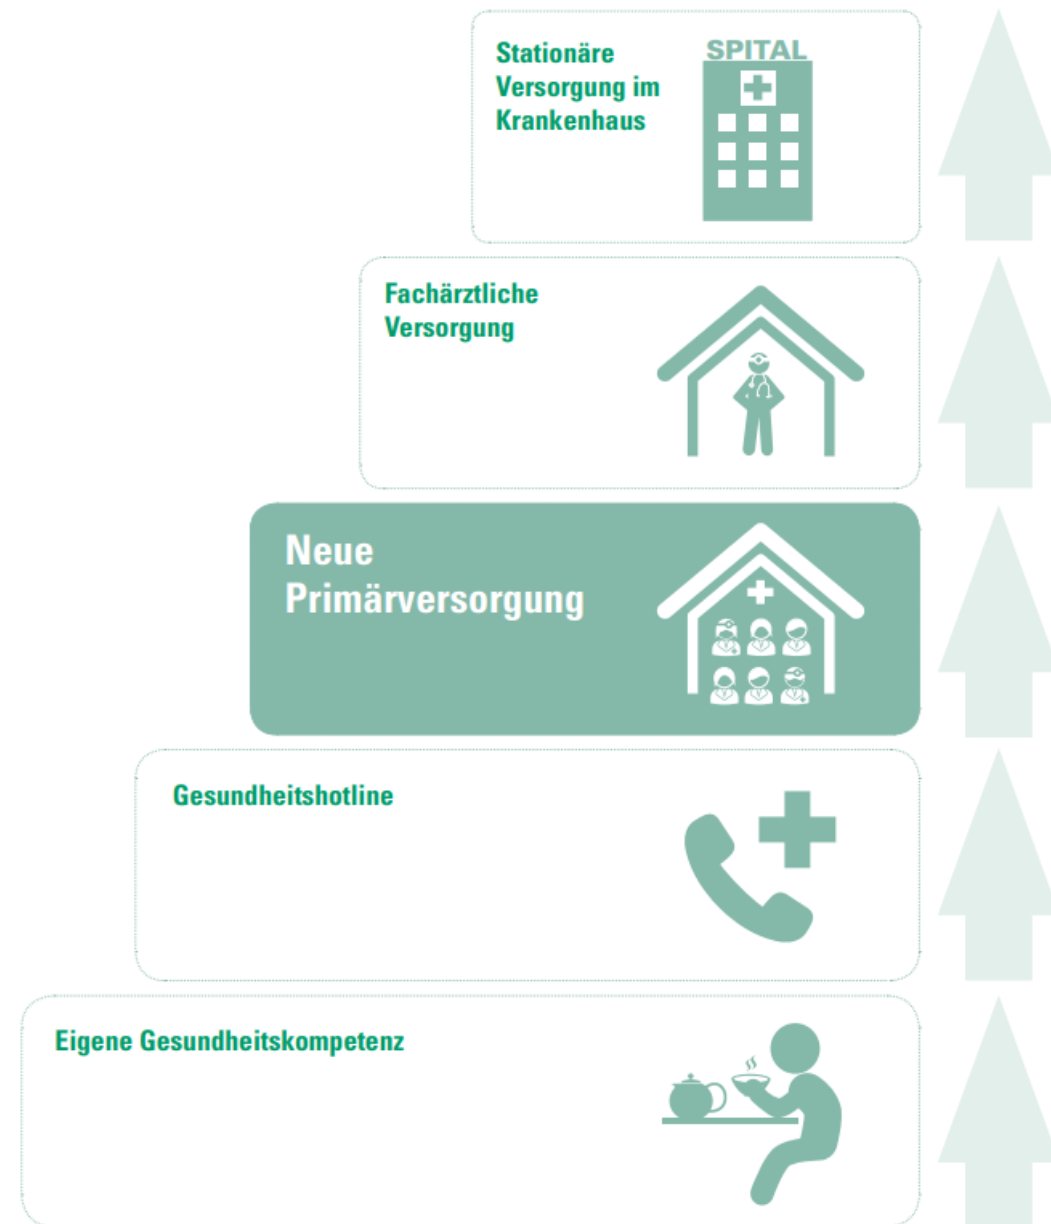 Stationäre
Versorgung im
Krankenhaus
SPITAL
Fachärztliche
Versorgung
Neue
Primärversorgung
Gesundheitshotline
Eigene Gesundheitskompetenz